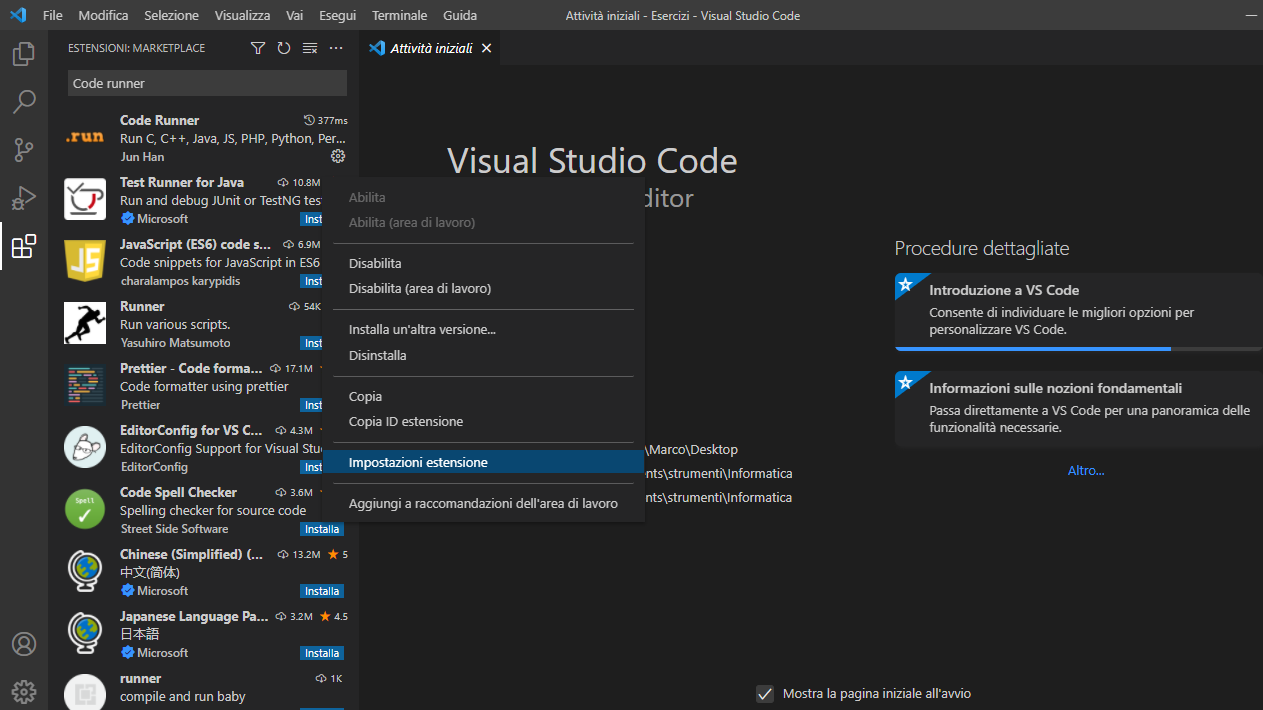 File Modifica Selezione Visualizza Vai Esegui Terminale Guida
Attività iniziali - Esercizi - Visual Studio Code
ESTENSIONI: MARKETPLACE
Code runner
Code Runner 377ms
.run
Run C, C++, Java, JS, PHP, Python, Per...
Jun Han
Test Runner for Java 10.8M
Run and debug JUnit or TestNG tes
Microsoft Inst
JavaScript (ES6) code s... 6.9M
JS
Code snippets for JavaScript in ES6
charalampos karypidis Inst
Runner 54K
Run various scripts.
Yasuhiro Matsumoto Inst
Prettier - Code forma... 17.1M
Code formatter using prettier
Prettier Inst
EditorConfig for VS C... 4.3M
EditorConfig Support for Visual Stu
EditorConfig Inst
Code Spell Checker 3.6M
Spell
Spelling checker for source code
Street Side Software Installa
Chinese (Simplified) (... 13.2M 5
中文(简体)
Microsoft Installa
Japanese Language Pa... 3.2M 4.5
日本語
Microsoft Installa
runner 1K
compile and run baby
Abilita
Abilita (area di lavoro)
Disabilita
Disabilita (area di lavoro)
Installa un'altra versione...
Disinstalla
Copia
Copia ID estensione
Impostazioni estensione
Aggiungi a raccomandazioni dell'area di lavoro
Attività iniziali
Visual Studio Code
ditor
\Marco\Desktop
nts\strumenti\Informatica
nts\strumenti\Informatica
Procedure dettagliate
Introduzione a VS Code
Consente di individuare le migliori opzioni per
personalizzare VS Code.
Informazioni sulle nozioni fondamentali
Passa direttamente a VS Code per una panoramica delle
funzionalità necessarie.
Altro...
Mostra la pagina iniziale all'avvio